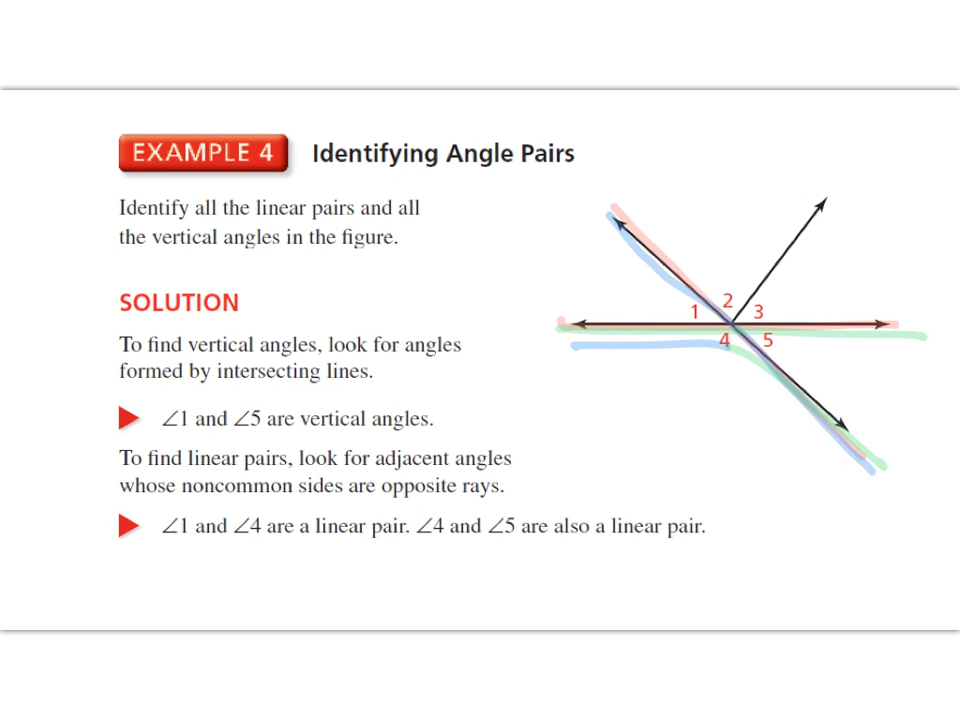 EXAMPLE 4 Identifying Angle Pairs
Identify all the linear pairs and all
the vertical angles in the figure.
SOLUTION
To find vertical angles, look for angles
formed by intersecting lines.
∠1 and ∠5 are vertical angles.
To find linear pairs, look for adjacent angles
whose noncommon sides are opposite rays.
∠1 and ∠4 are a linear pair. ∠4 and ∠5 are also a linear pair.
1 2 3
4 5